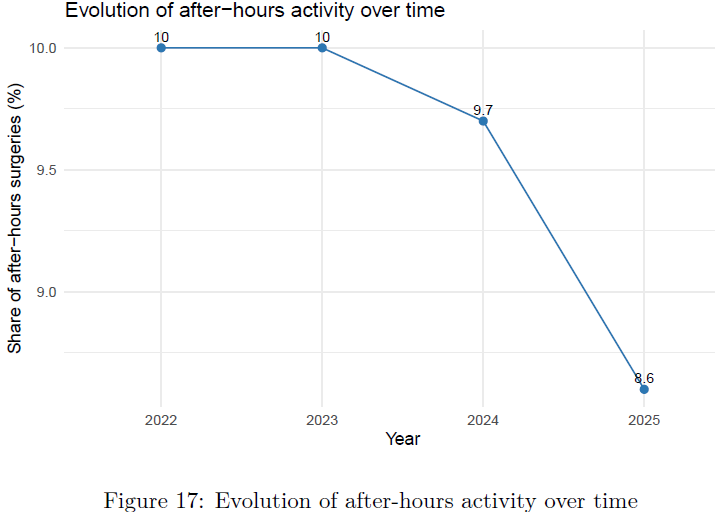 Evolution of after−hours activity over time
10
10
9.7
8.6
10.0
9.5
9.0
Share of after−hours surgeries (%)
2022 2023 2024 2025
Year
Figure 17: Evolution of after-hours activity over time